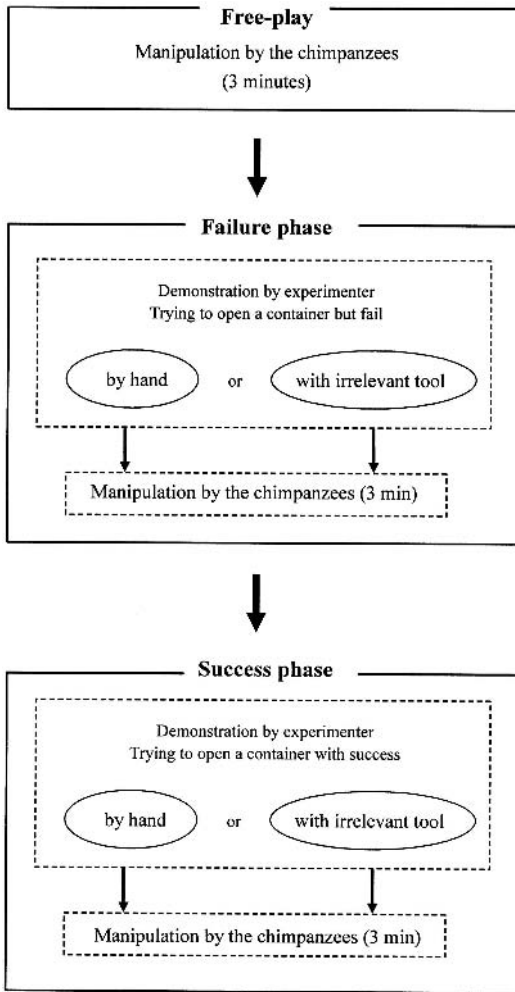 Free-play
Manipulation by the chimpanzees
(3 minutes)
Failure phase
Demonstration by experimenter
Trying to open a container but fail
by hand or with irrelevant tool
Manipulation by the chimpanzees (3 min)
Success phase
Demonstration by experimenter
Trying to open a container with success
by hand or with irrelevant tool
Manipulation by the chimpanzees (3 min)